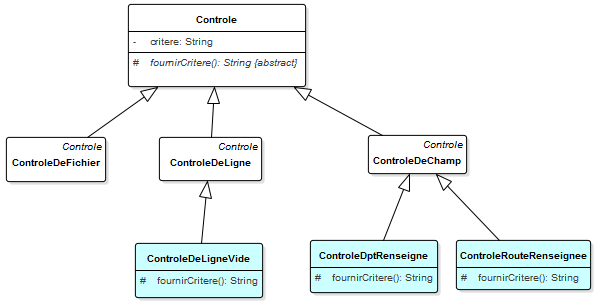 Controle
- critere: String
# fournirCritere(): String {abstract}
Controle
ControleDeFichier
Controle
ControleDeLigne
Controle
ControleDeChamp
ControleDeLigneVide
# fournirCritere(): String
ControleDptRenseigne
# fournirCritere(): String
ControleRouteRenseignee
# fournirCritere(): String